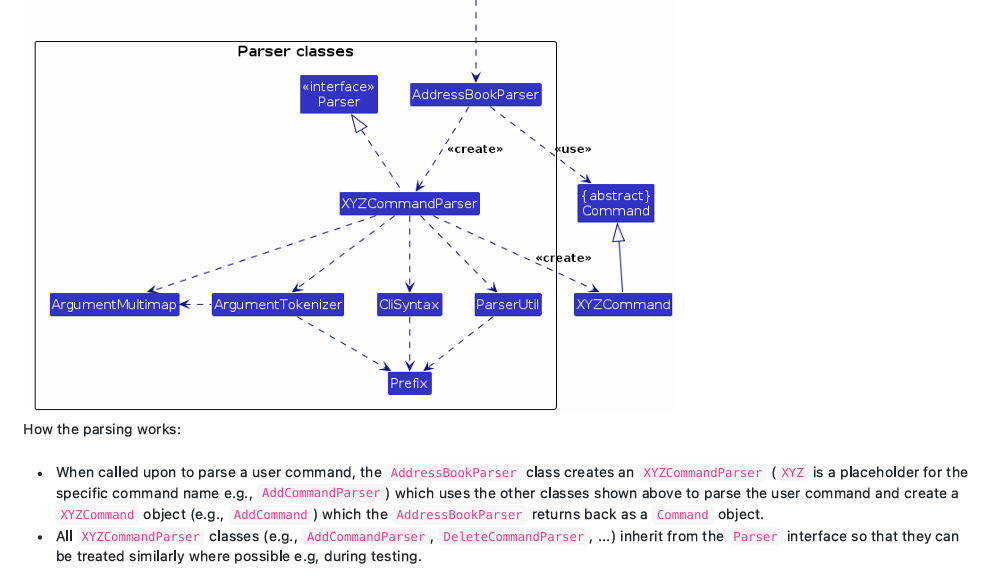 Parser classes
«interface»
Parser
AddressBookParser
«create»
«use»
{abstract}
Command
XYZCommandParser
«create»
ArgumentMultimap
ArgumentTokenizer
CliSyntax
ParserUtil
XYZCommand
Prefix
How the parsing works:
• When called upon to parse a user command, the AddressBookParser class creates an XYZCommandParser ( XYZ is a placeholder for the
specific command name e.g., AddCommandParser ) which uses the other classes shown above to parse the user command and create a
XYZCommand object (e.g., AddCommand ) which the AddressBookParser returns back as a Command object.
• All XYZCommandParser classes (e.g., AddCommandParser , DeleteCommandParser , ...) inherit from the Parser interface so that they can
be treated similarly where possible e.g, during testing.